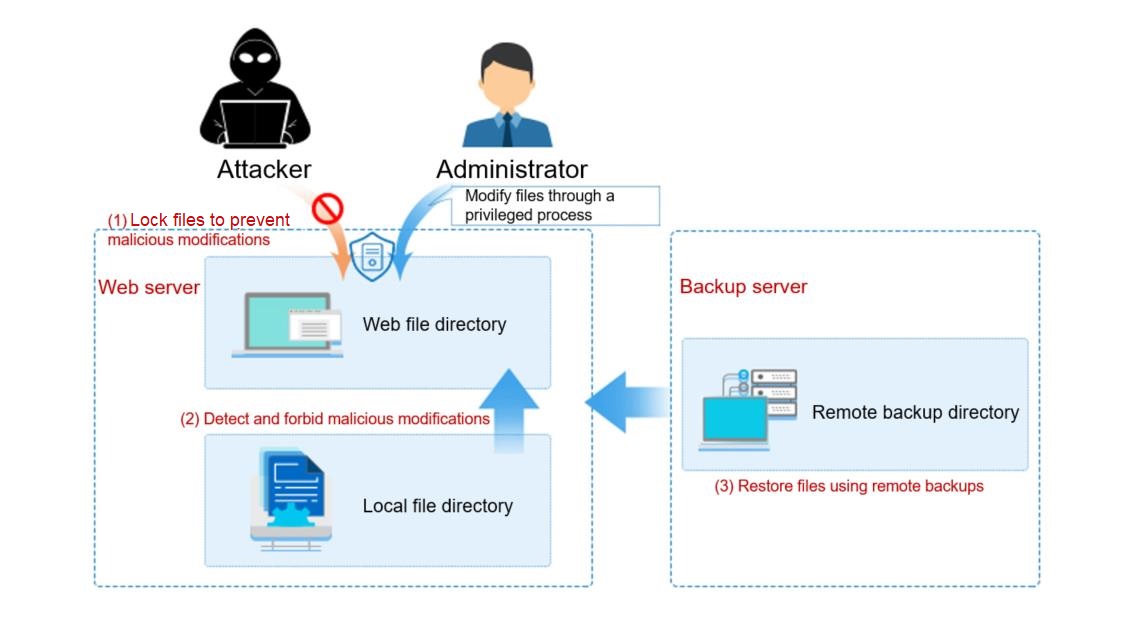 Attacker
Administrator
Modify files through a
privileged process
(1) Lock files to prevent
malicious modifications
Web server
Web file directory
(2) Detect and forbid malicious modifications
Local file directory
Backup server
Remote backup directory
(3) Restore files using remote backups